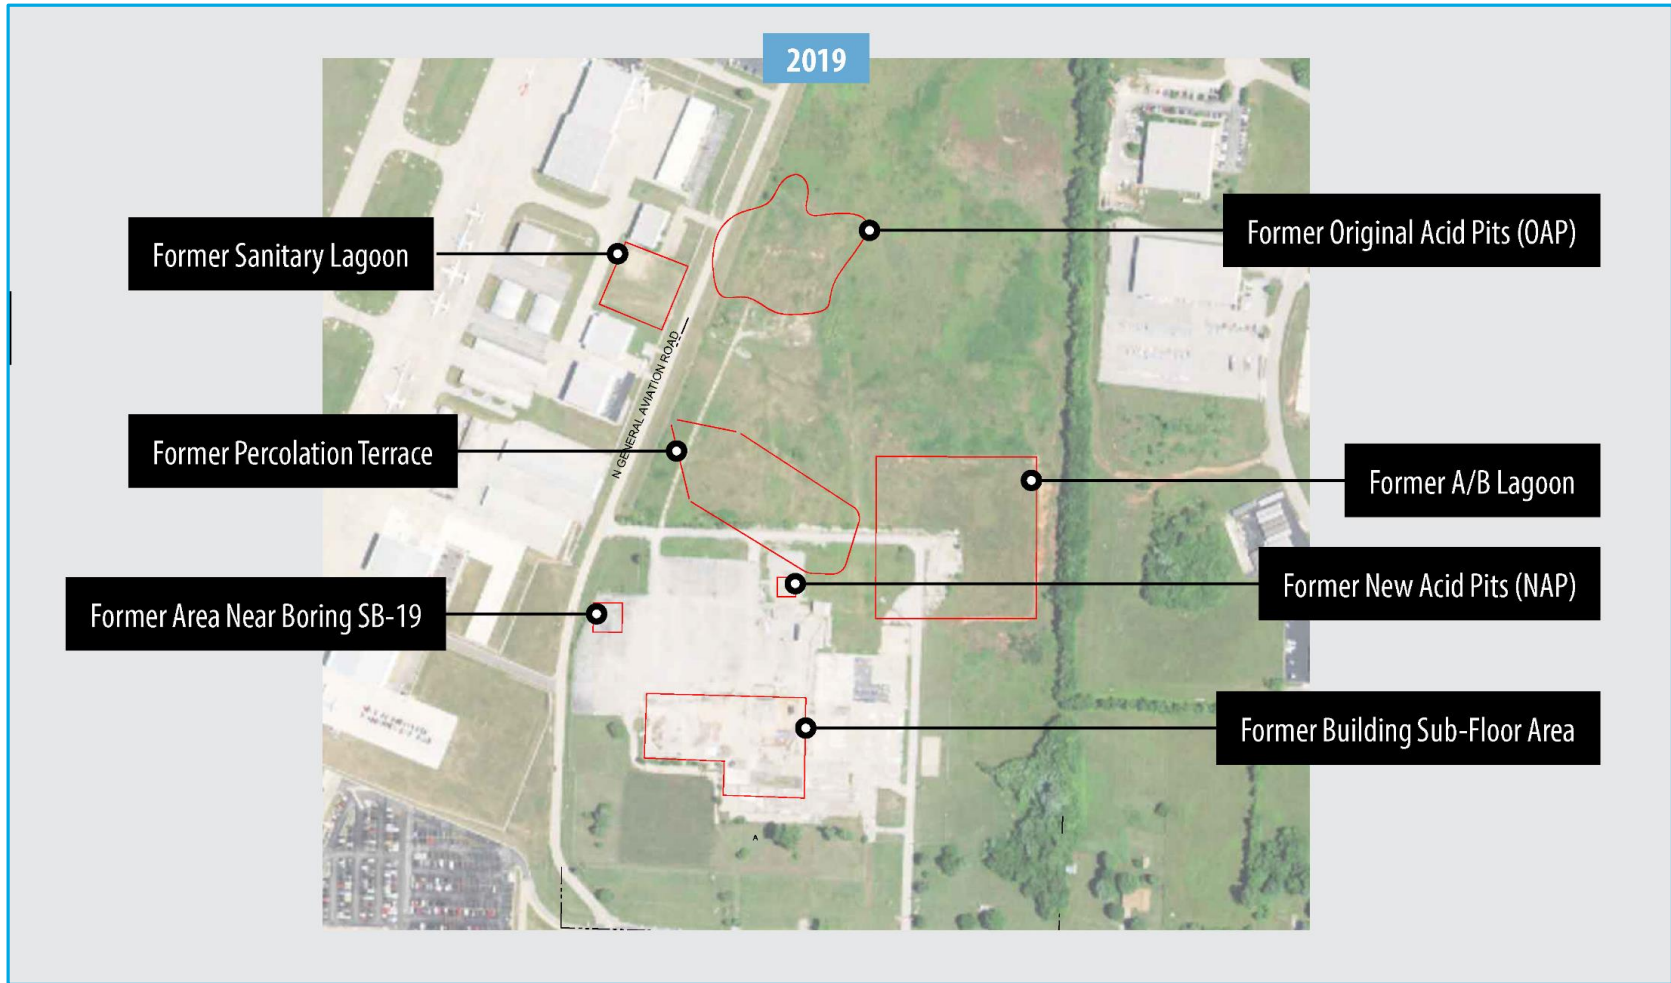 2019
Former Sanitary Lagoon
Former Original Acid Pits (OAP)
N GENERAL AVIATION ROAD
Former Percolation Terrace
Former A/B Lagoon
Former New Acid Pits (NAP)
Former Area Near Boring SB-19
Former Building Sub-Floor Area
A